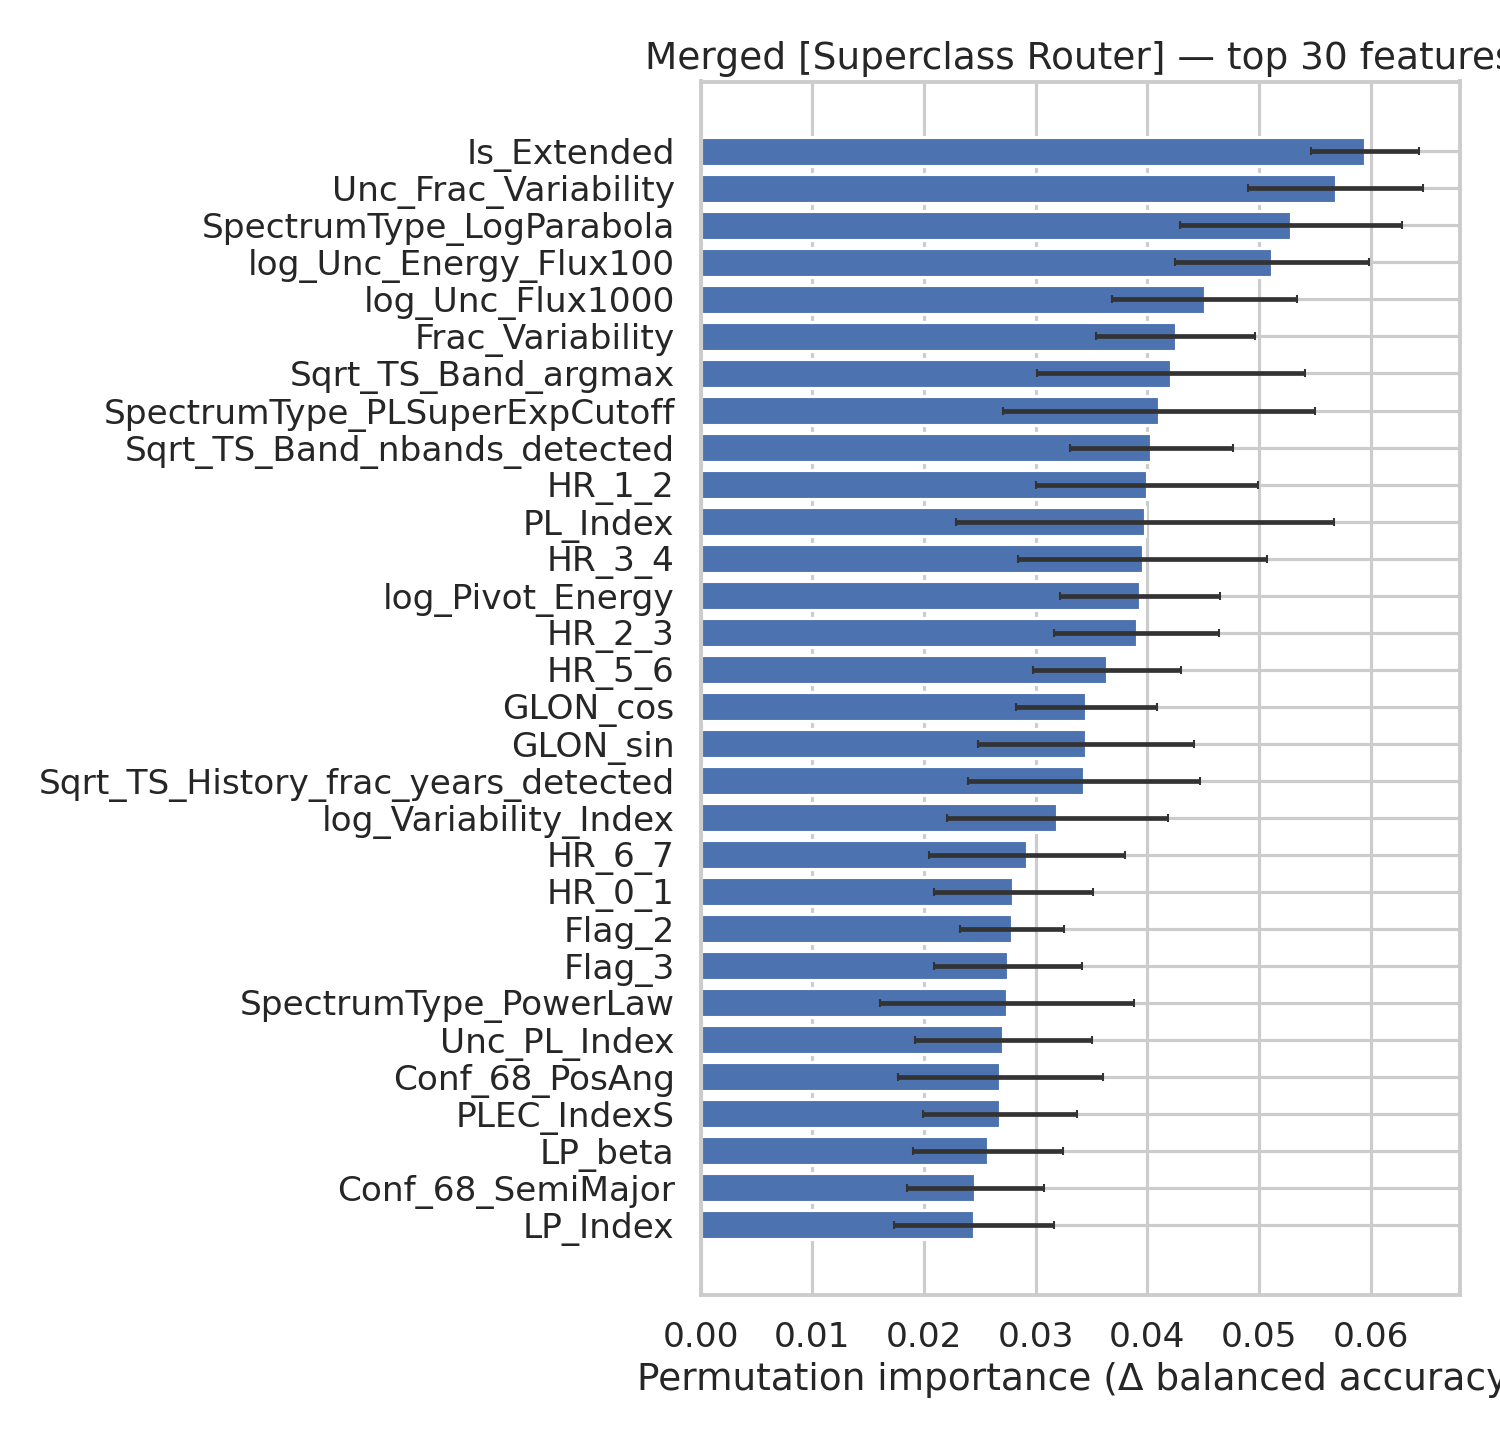 Merged [Superclass Router] — top 30 features
Is_Extended
Unc_Frac_Variability
SpectrumType_LogParabola
log_Unc_Energy_Flux100
log_Unc_Flux1000
Frac_Variability
Sqrt_TS_Band_argmax
SpectrumType_PLSuperExpCutoff
Sqrt_TS_Band_nbands_detected
HR_1_2
PL_Index
HR_3_4
log_Pivot_Energy
HR_2_3
HR_5_6
GLON_cos
GLON_sin
Sqrt_TS_History_frac_years_detected
log_Variability_Index
HR_6_7
HR_0_1
Flag_2
Flag_3
SpectrumType_PowerLaw
Unc_PL_Index
Conf_68_PosAng
PLEC_IndexS
LP_beta
Conf_68_SemiMajor
LP_Index
0.00 0.01 0.02 0.03 0.04 0.05 0.06
Permutation importance (Δ balanced accuracy